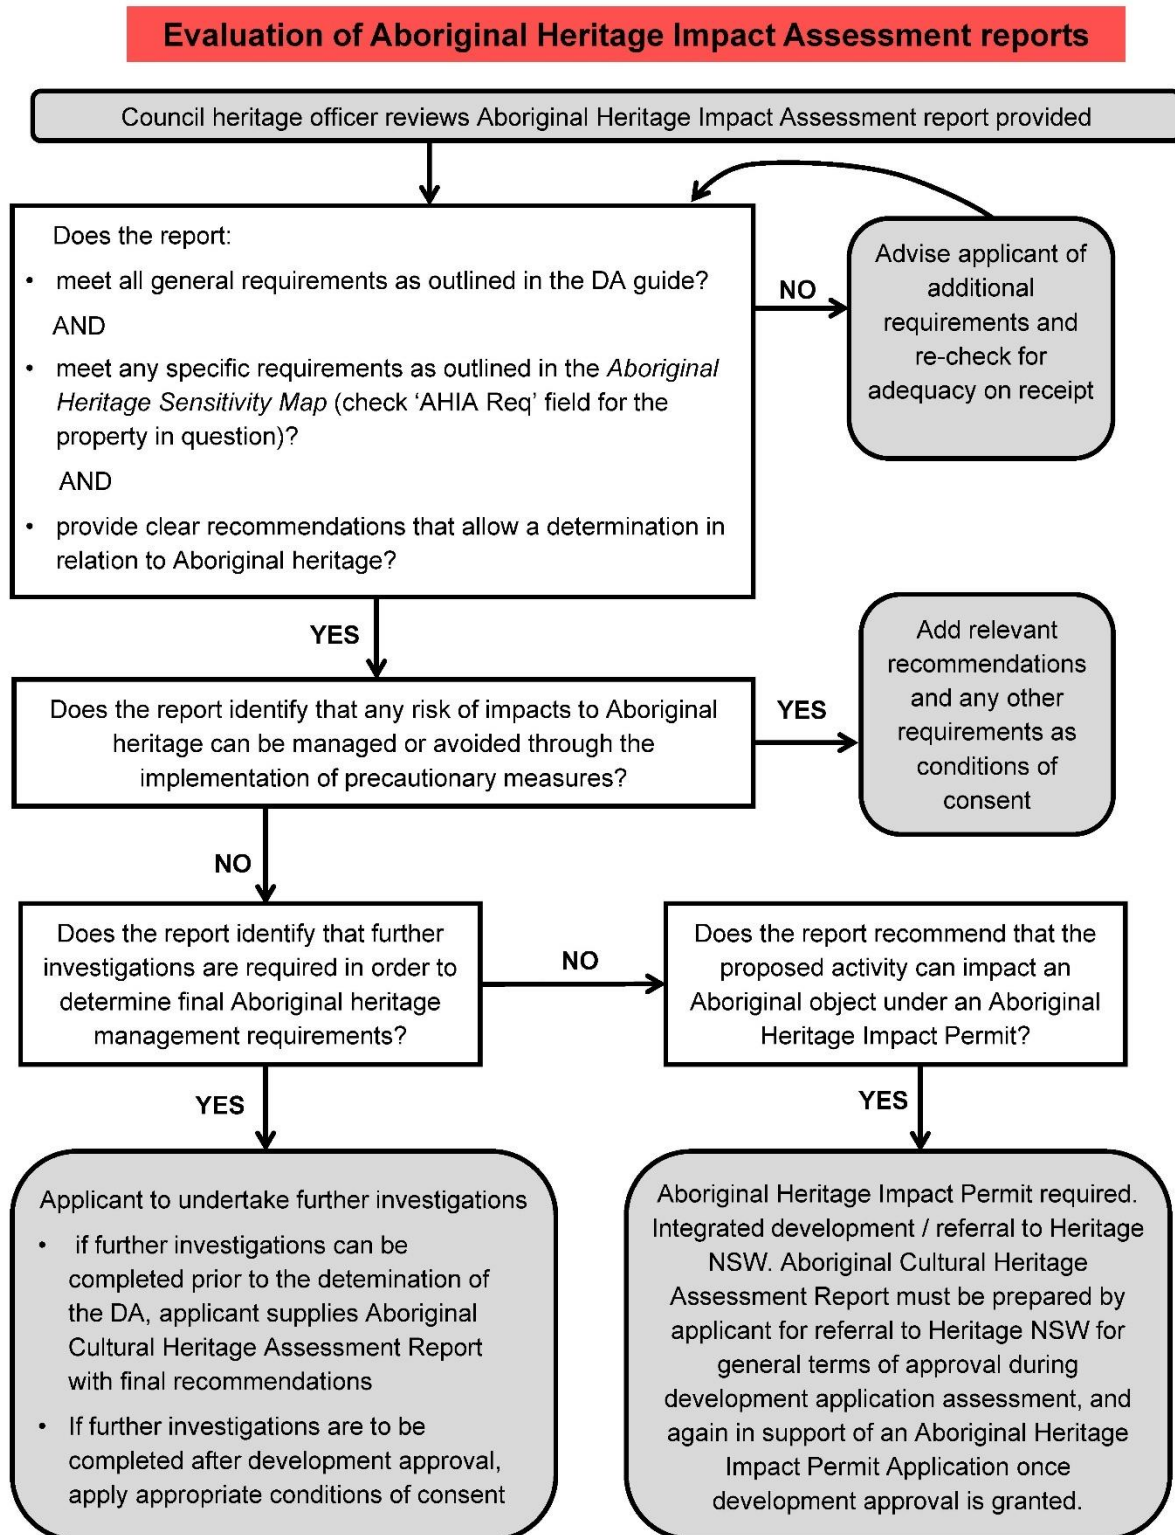 Evaluation of Aboriginal Heritage Impact Assessment reports
Council heritage officer reviews Aboriginal Heritage Impact Assessment report provided
Does the report:
• meet all general requirements as outlined in the DA guide?
AND
• meet any specific requirements as outlined in the Aboriginal
Heritage Sensitivity Map (check ‘AHIA Req’ field for the
property in question)?
AND
• provide clear recommendations that allow a determination in
relation to Aboriginal heritage?
NO
Advise applicant of
additional
requirements and
re-check for
adequacy on receipt
YES
Does the report identify that any risk of impacts to Aboriginal
heritage can be managed or avoided through the
implementation of precautionary measures?
YES
Add relevant
recommendations
and any other
requirements as
conditions of
consent
NO
Does the report identify that further
investigations are required in order to
determine final Aboriginal heritage
management requirements?
NO
Does the report recommend that the
proposed activity can impact an
Aboriginal object under an Aboriginal
Heritage Impact Permit?
YES
Applicant to undertake further investigations
• if further investigations can be
completed prior to the detemination of
the DA, applicant supplies Aboriginal
Cultural Heritage Assessment Report
with final recommendations
• If further investigations are to be
completed after development approval,
apply appropriate conditions of consent
YES
Aboriginal Heritage Impact Permit required.
Integrated development / referral to Heritage
NSW. Aboriginal Cultural Heritage
Assessment Report must be prepared by
applicant for referral to Heritage NSW for
general terms of approval during
development application assessment, and
again in support of an Aboriginal Heritage
Impact Permit Application once
development approval is granted.